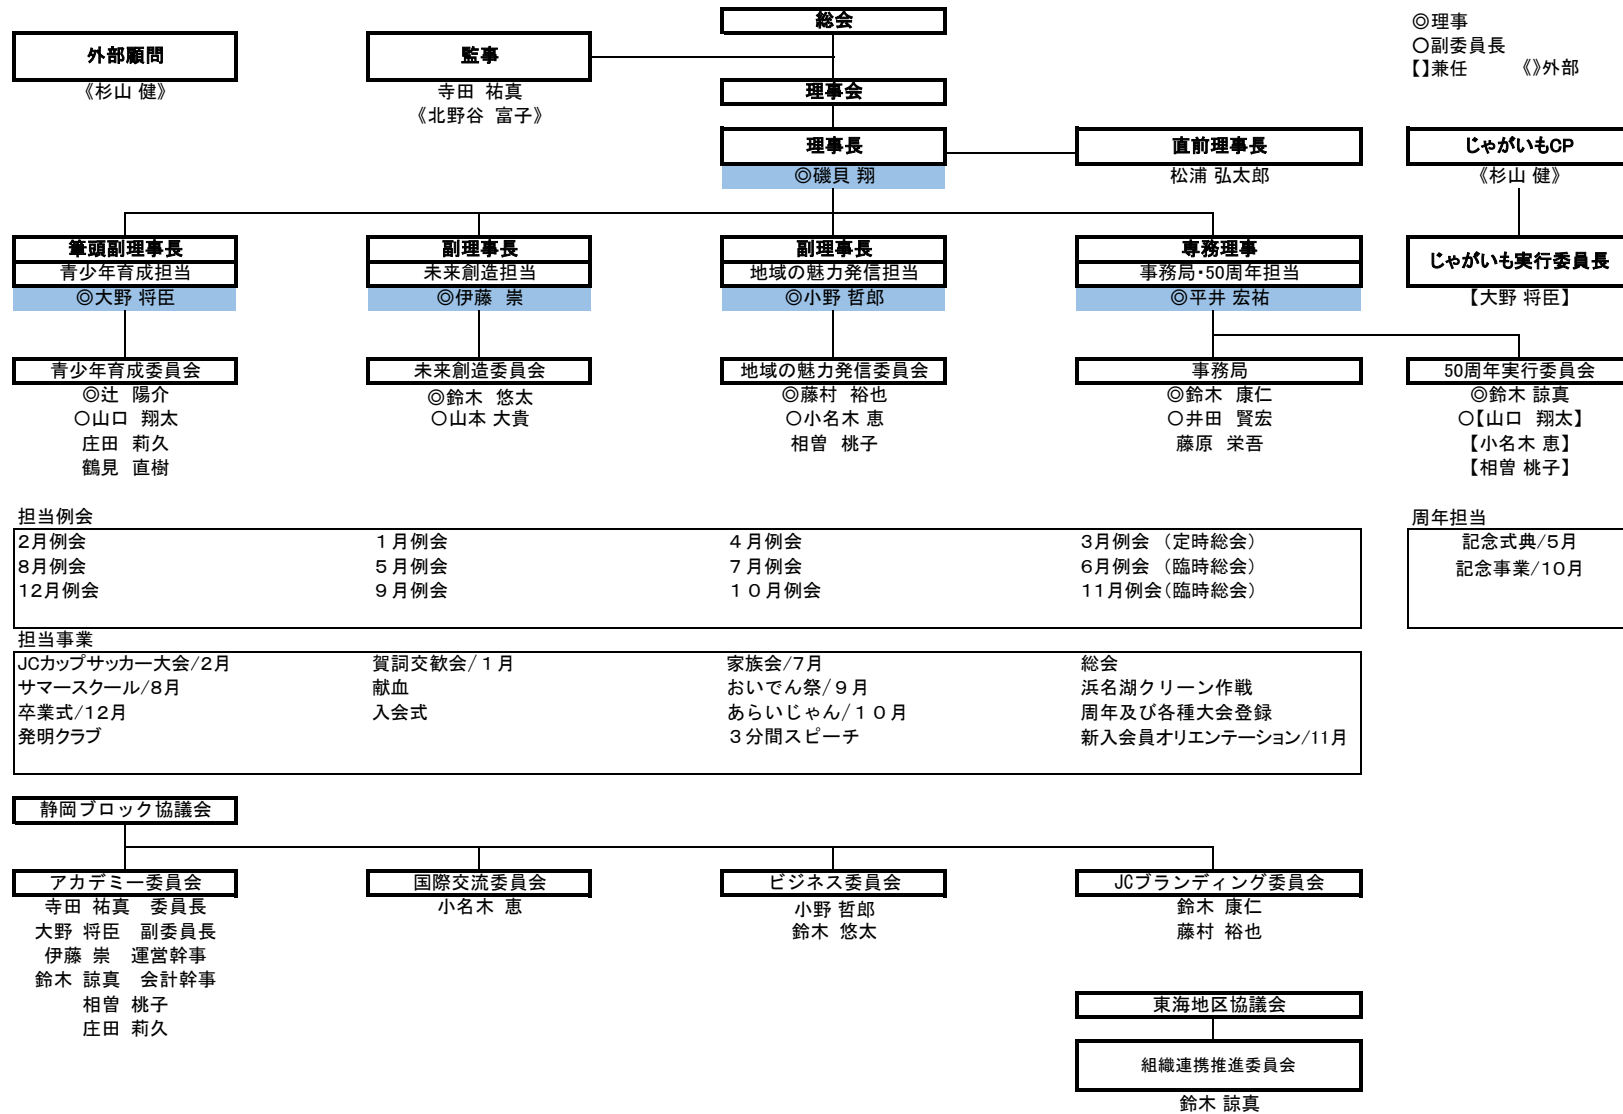 総会
◎理事
〇副委員長
【】兼任 《》外部
外部顧問
《杉山 健》
監事
寺田 祐真
《北野谷 富子》
理事会
理事長
◎磯貝 翔
直前理事長
松浦 弘太郎
じゃがいもCP
《杉山 健》
筆頭副理事長
青少年育成担当
◎大野 将臣
副理事長
未来創造担当
◎伊藤 崇
副理事長
地域の魅力発信担当
◎小野 哲郎
専務理事
事務局・50周年担当
◎平井 宏祐
じゃがいも実行委員長
【大野 将臣】
青少年育成委員会
◎辻 陽介
〇山口 翔太
庄田 莉久
鶴見 直樹
未来創造委員会
◎鈴木 悠太
〇山本 大貴
地域の魅力発信委員会
◎藤村 裕也
〇小名木 恵
相曽 桃子
事務局
◎鈴木 康仁
〇井田 賢宏
藤原 栄吾
50周年実行委員会
◎鈴木 諒真
〇【山口 翔太】
【小名木 恵】
【相曽 桃子】
担当例会
2月例会
8月例会
12月例会
１月例会
５月例会
９月例会
４月例会
７月例会
１０月例会
3月例会 （定時総会）
6月例会 （臨時総会）
11月例会（臨時総会）
周年担当
記念式典/5月
記念事業/10月
担当事業
JCカップサッカー大会/2月
サマースクール/8月
卒業式/12月
発明クラブ
賀詞交歓会/１月
献血
入会式
家族会/7月
おいでん祭/９月
あらいじゃん/１０月
３分間スピーチ
総会
浜名湖クリーン作戦
周年及び各種大会登録
新入会員オリエンテーション/11月
静岡ブロック協議会
アカデミー委員会
寺田 祐真 委員長
大野 将臣 副委員長
伊藤 崇 運営幹事
鈴木 諒真 会計幹事
相曽 桃子
庄田 莉久
国際交流委員会
小名木 恵
ビジネス委員会
小野 哲郎
鈴木 悠太
JCブランディング委員会
鈴木 康仁
藤村 裕也
東海地区協議会
組織連携推進委員会
鈴木 諒真